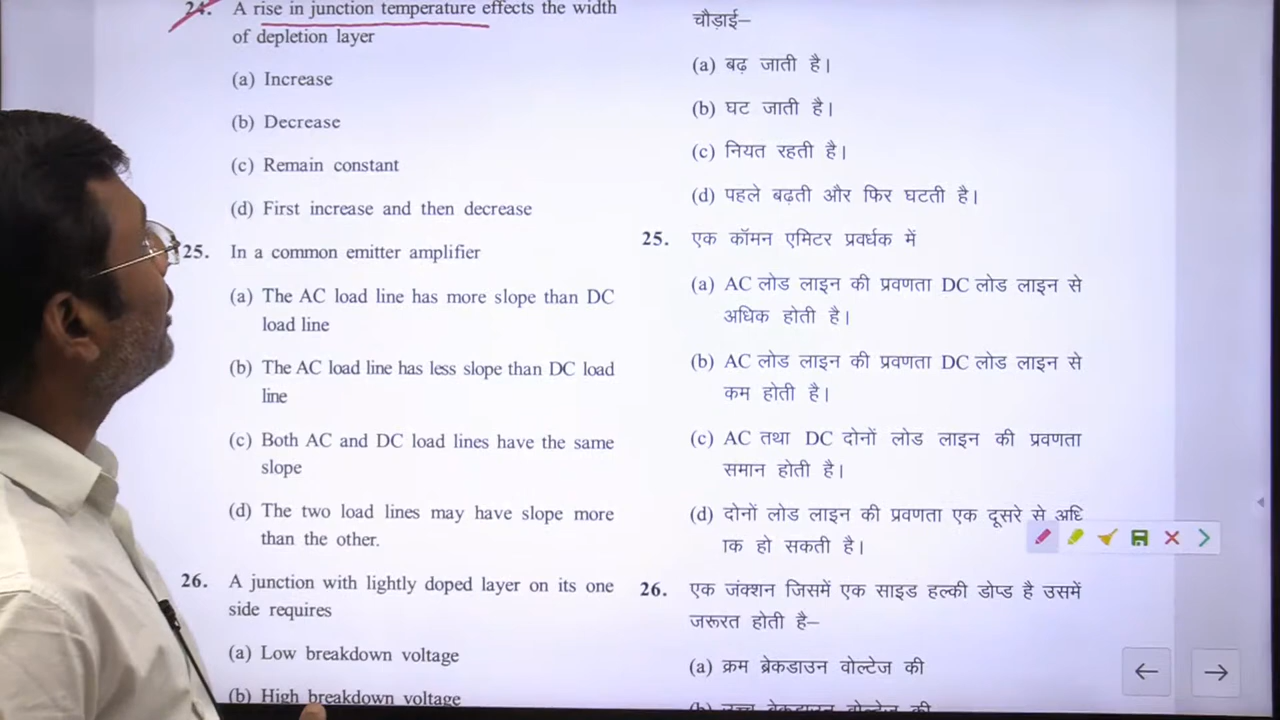 24. A rise in junction temperature effects the width
of depletion layer
(a) Increase
(b) Decrease
(c) Remain constant
(d) First increase and then decrease
25. In a common emitter amplifier
(a) The AC load line has more slope than DC
load line
(b) The AC load line has less slope than DC load
line
(c) Both AC and DC load lines have the same
slope
(d) The two load lines may have slope more
than the other.
26. A junction with lightly doped layer on its one
side requires
(a) Low breakdown voltage
(b) High breakdown voltage
चौड़ाई–
(a) बढ़ जाती है।
(b) घट जाती है।
(c) नियत रहती है।
(d) पहले बढ़ती और फिर घटती है।
25. एक कॉमन एमिटर प्रवर्धक में
(a) AC लोड लाइन की प्रवणता DC लोड लाइन से
अधिक होती है।
(b) AC लोड लाइन की प्रवणता DC लोड लाइन से
कम होती है।
(c) AC तथा DC दोनों लोड लाइन की प्रवणता
समान होती है।
(d) दोनों लोड लाइन की प्रवणता एक दूसरे से अधि
ाक हो सकती है।
26. एक जंक्शन जिसमें एक साइड हल्की डोप्ड है उसमें
जरूरत होती है–
(a) क्रम ब्रेकडाउन वोल्टेज की
(b) उच्च ब्रेकडाउन वोल्टेज की